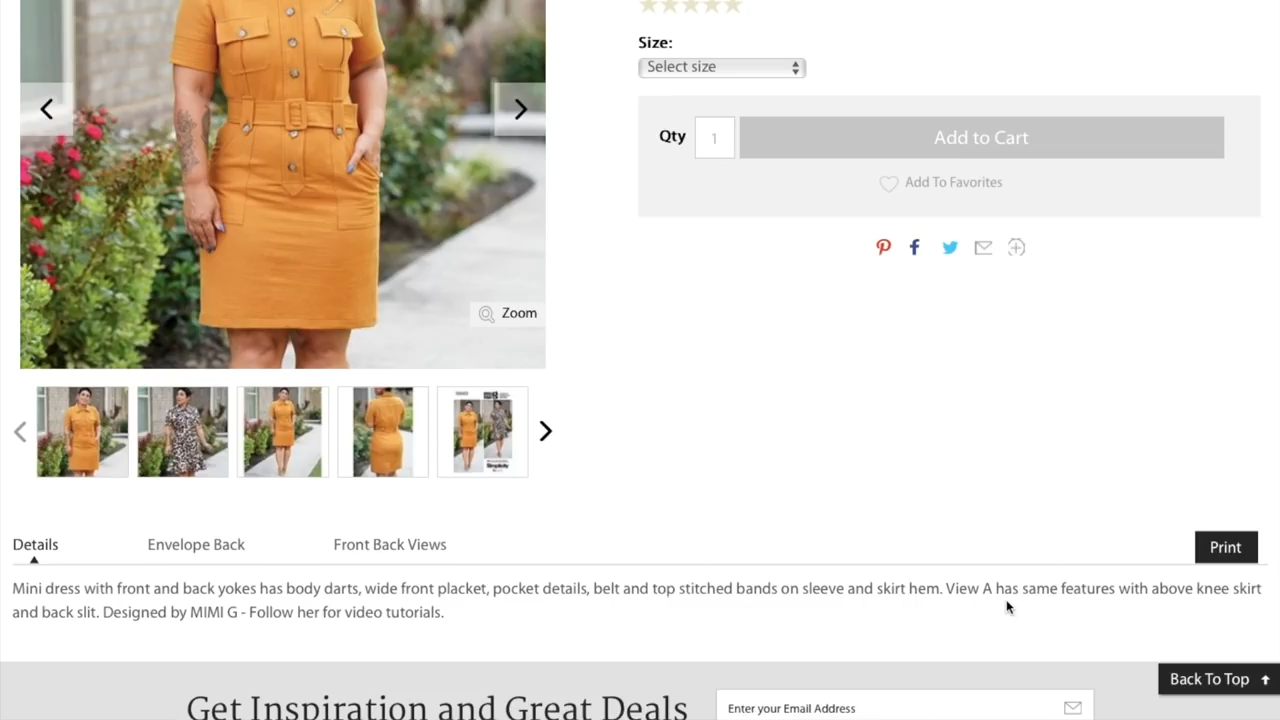 Size:
Select size
Qty 1 Add to Cart
Add To Favorites
Zoom
Simplicity
Details Envelope Back Front Back Views Print
Mini dress with front and back yokes has body darts, wide front placket, pocket details, belt and top stitched bands on sleeve and skirt hem. View A has same features with above knee skirt
and back slit. Designed by MIMI G - Follow her for video tutorials.
Back To Top
Get Inspiration and Great Deals Enter your Email Address